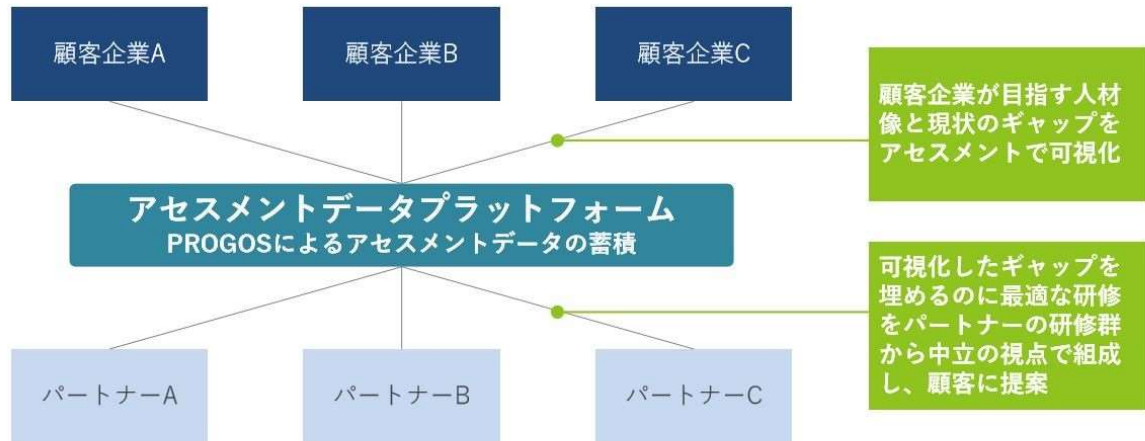 顧客企業A
顧客企業B
顧客企業C
顧客企業が目指す人材
像と現状のギャップを
アセスメントで可視化
アセスメントデータプラットフォーム
PROGOSによるアセスメントデータの蓄積
可視化したギャップを
埋めるのに最適な研修
をパートナーの研修群
から中立の視点で組成
し、顧客に提案
パートナーA
パートナーB
パートナーC